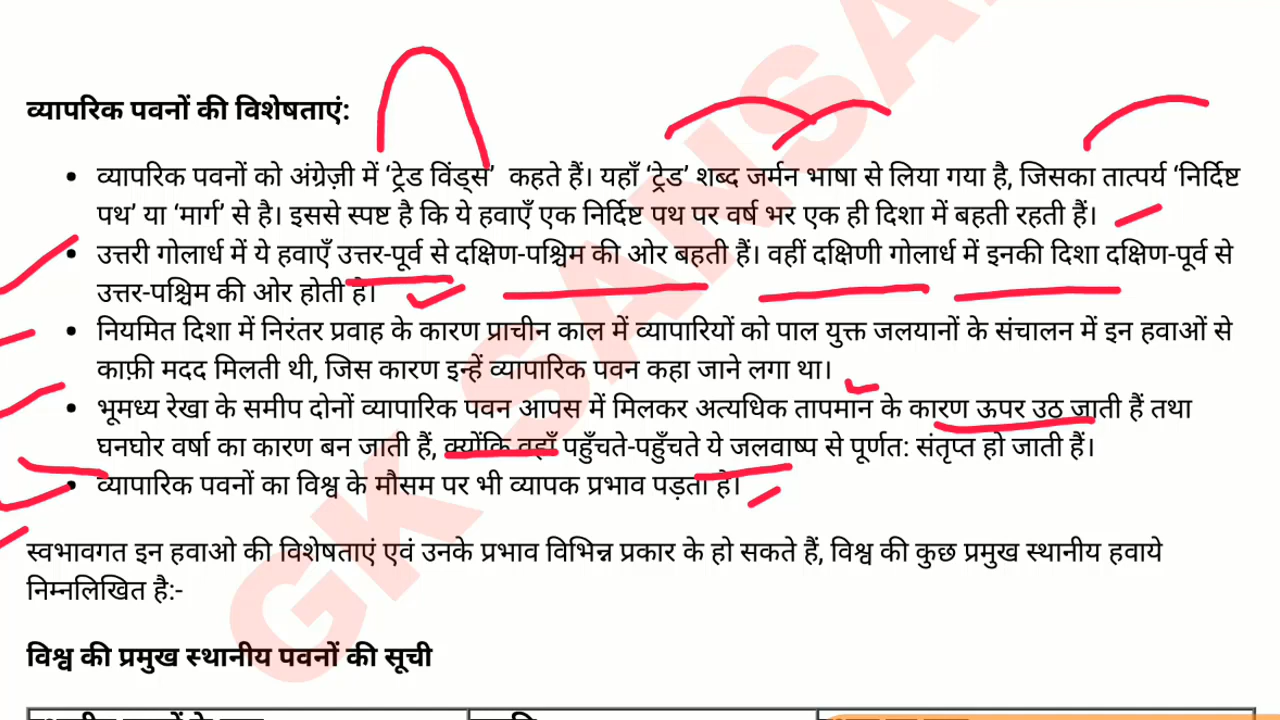 व्यापरिक पवनों की विशेषताएं:
• व्यापरिक पवनों को अंग्रेज़ी में ‘ट्रेड विंड्स’ कहते हैं। यहाँ ‘ट्रेड’ शब्द जर्मन भाषा से लिया गया है, जिसका तात्पर्य ‘निर्दिष्ट
पथ’ या ‘मार्ग’ से है। इससे स्पष्ट है कि ये हवाएँ एक निर्दिष्ट पथ पर वर्ष भर एक ही दिशा में बहती रहती हैं।
• उत्तरी गोलार्ध में ये हवाएँ उत्तर-पूर्व से दक्षिण-पश्चिम की ओर बहती हैं। वहीं दक्षिणी गोलार्ध में इनकी दिशा दक्षिण-पूर्व से
उत्तर-पश्चिम की ओर होती है।
• नियमित दिशा में निरंतर प्रवाह के कारण प्राचीन काल में व्यापारियों को पाल युक्त जलयानों के संचालन में इन हवाओं से
काफ़ी मदद मिलती थी, जिस कारण इन्हें व्यापारिक पवन कहा जाने लगा था।
• भूमध्य रेखा के समीप दोनों व्यापारिक पवन आपस में मिलकर अत्यधिक तापमान के कारण ऊपर उठ जाती हैं तथा
घनघोर वर्षा का कारण बन जाती हैं, क्योंकि वहाँ पहुँचते-पहुँचते ये जलवाष्प से पूर्णत: संतृप्त हो जाती हैं।
• व्यापारिक पवनों का विश्व के मौसम पर भी व्यापक प्रभाव पड़ता है।
स्वभावगत इन हवाओ की विशेषताएं एवं उनके प्रभाव विभिन्न प्रकार के हो सकते हैं, विश्व की कुछ प्रमुख स्थानीय हवाये
निम्नलिखित है:-
विश्व की प्रमुख स्थानीय पवनों की सूची
GK SANSA